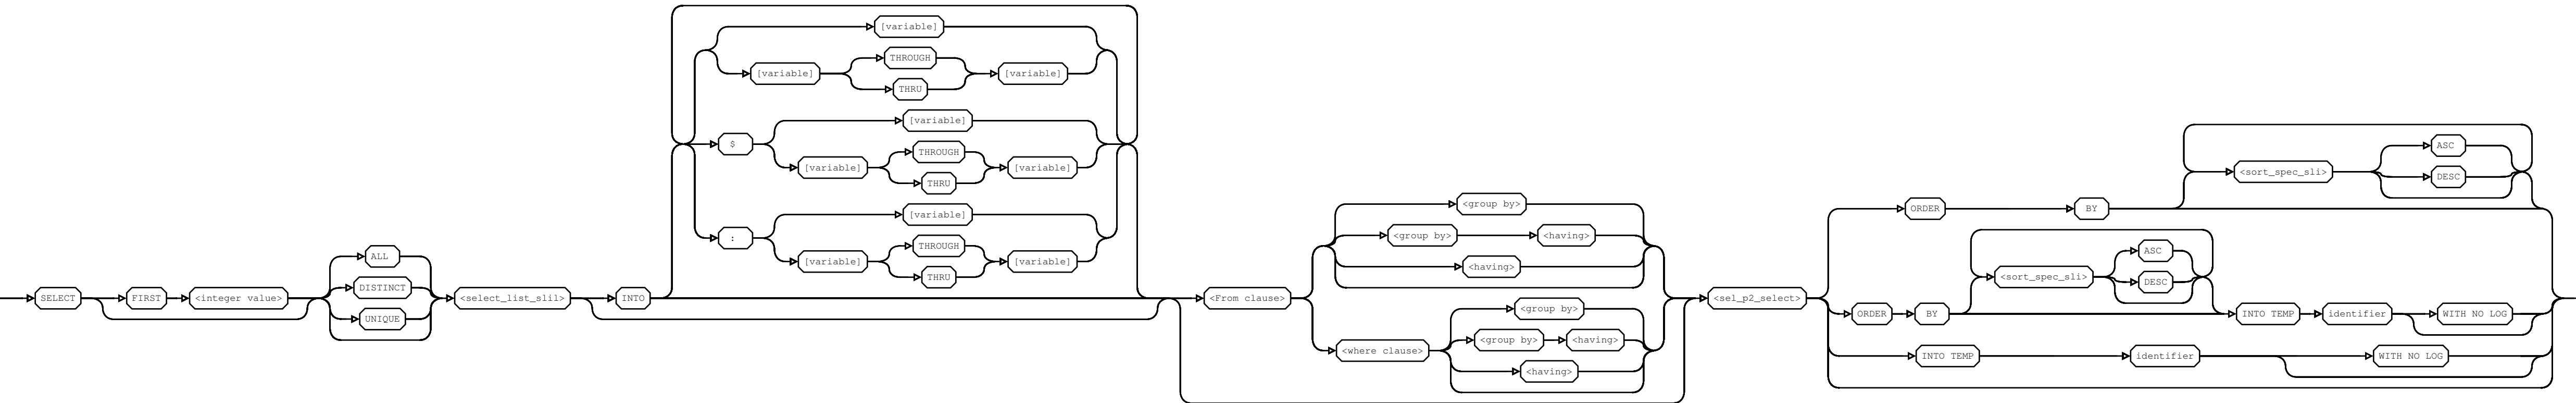 [variable]
[variable] THROUGH [variable]
THRU
$ [variable]
[variable] THROUGH [variable]
THRU
: [variable]
[variable] THROUGH [variable]
THRU
SELECT FIRST <integer value> ALL
DISTINCT
UNIQUE
<select_list_slil> INTO
<From clause> <group by>
<group by> <having>
<having>
<where clause> <group by>
<group by> <having>
<having>
<sel_p2_select>
ORDER BY <sort_spec_sli> ASC
DESC
ORDER BY <sort_spec_sli> ASC
DESC
INTO TEMP identifier WITH NO LOG
INTO TEMP identifier WITH NO LOG